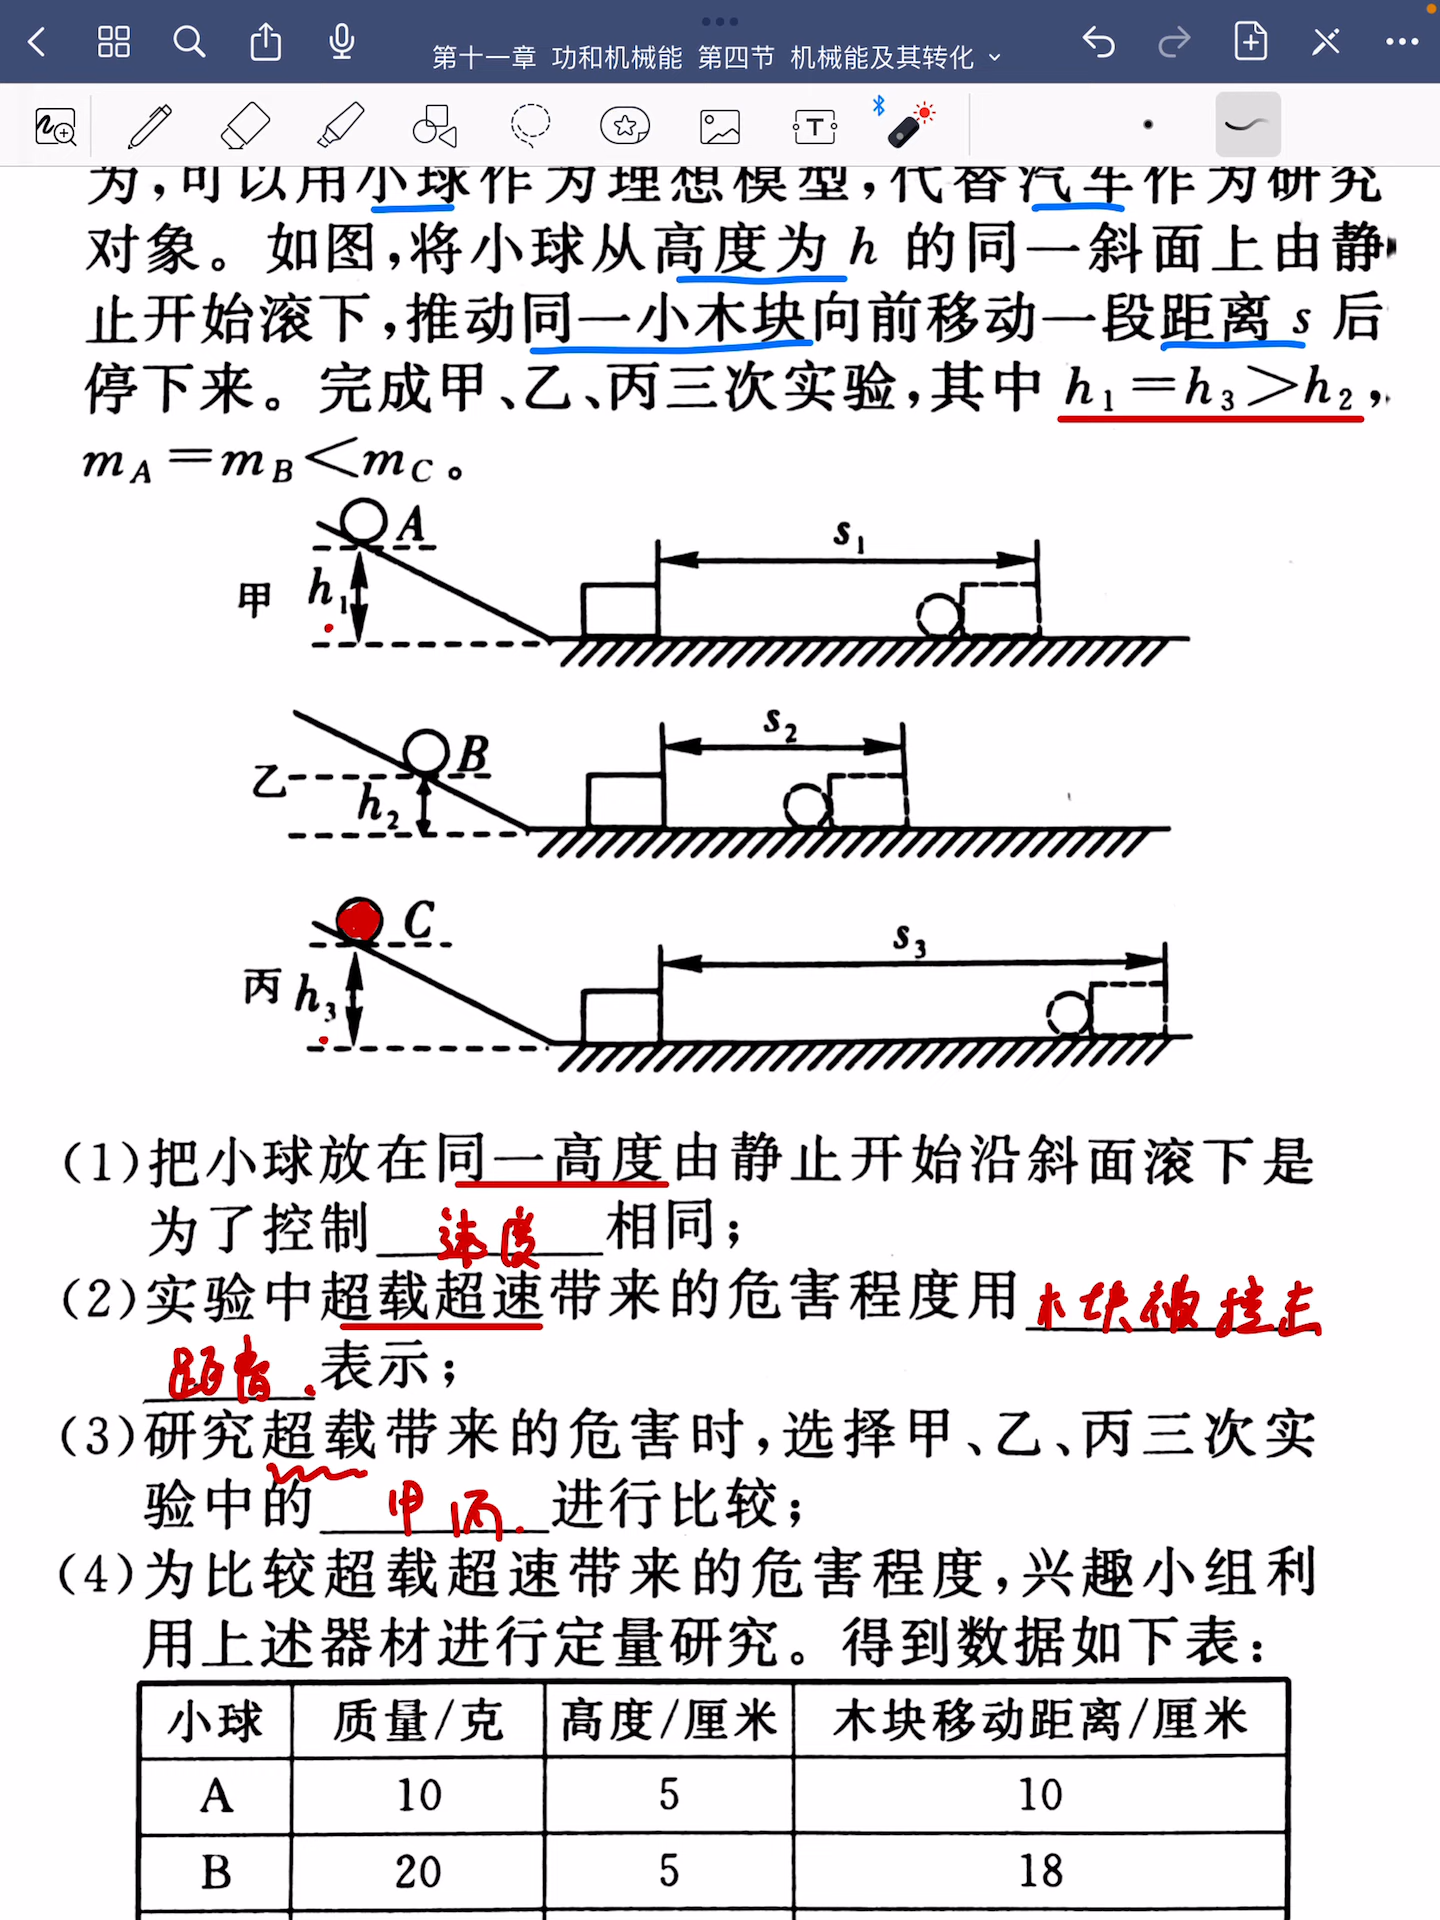 第十一章 功和机械能 第四节 机械能及其转化
为,可以用小球作为理想模型,代替汽车作为研究
对象。如图,将小球从高度为 h 的同一斜面上由静
止开始滚下,推动同一小木块向前移动一段距离 s 后
停下来。完成甲、乙、丙三次实验,其中 h₁=h₃>h₂,
m_A=m_B<m_C。
A
s₁
甲
h₁
s₂
B
乙
h₂
C
s₃
丙
h₃
(1)把小球放在同一高度由静止开始沿斜面滚下是
为了控制 速度 相同;
(2)实验中超载超速带来的危害程度用 木块被撞击
距离. 表示;
(3)研究超载带来的危害时,选择甲、乙、丙三次实
验中的 甲 丙. 进行比较;
(4)为比较超载超速带来的危害程度,兴趣小组利
用上述器材进行定量研究。得到数据如下表:
小球 质量/克 高度/厘米 木块移动距离/厘米
A 10 5 10
B 20 5 18